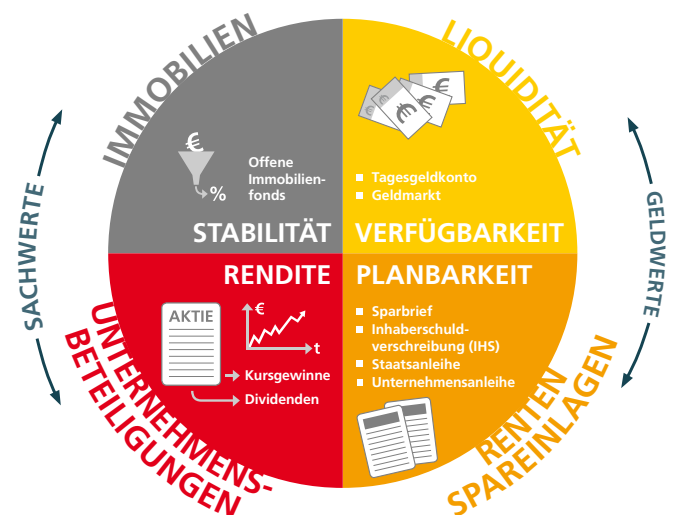 IMMOBILIEN
LIQUIDITÄT
SACHWERTE
GELDWERTE
€
%
Offene
Immobilien-
fonds
STABILITÄT
€
€
€
Tagesgeldkonto
Geldmarkt
VERFÜGBARKEIT
RENDITE
AKTIE
€
t
Kursgewinne
Dividenden
UNTERNEHMENS-
BETEILIGUNGEN
PLANBARKEIT
Sparbrief
Inhaberschuld-
verschreibung (IHS)
Staatsanleihe
Unternehmensanleihe
RENTEN
SPAREINLAGEN